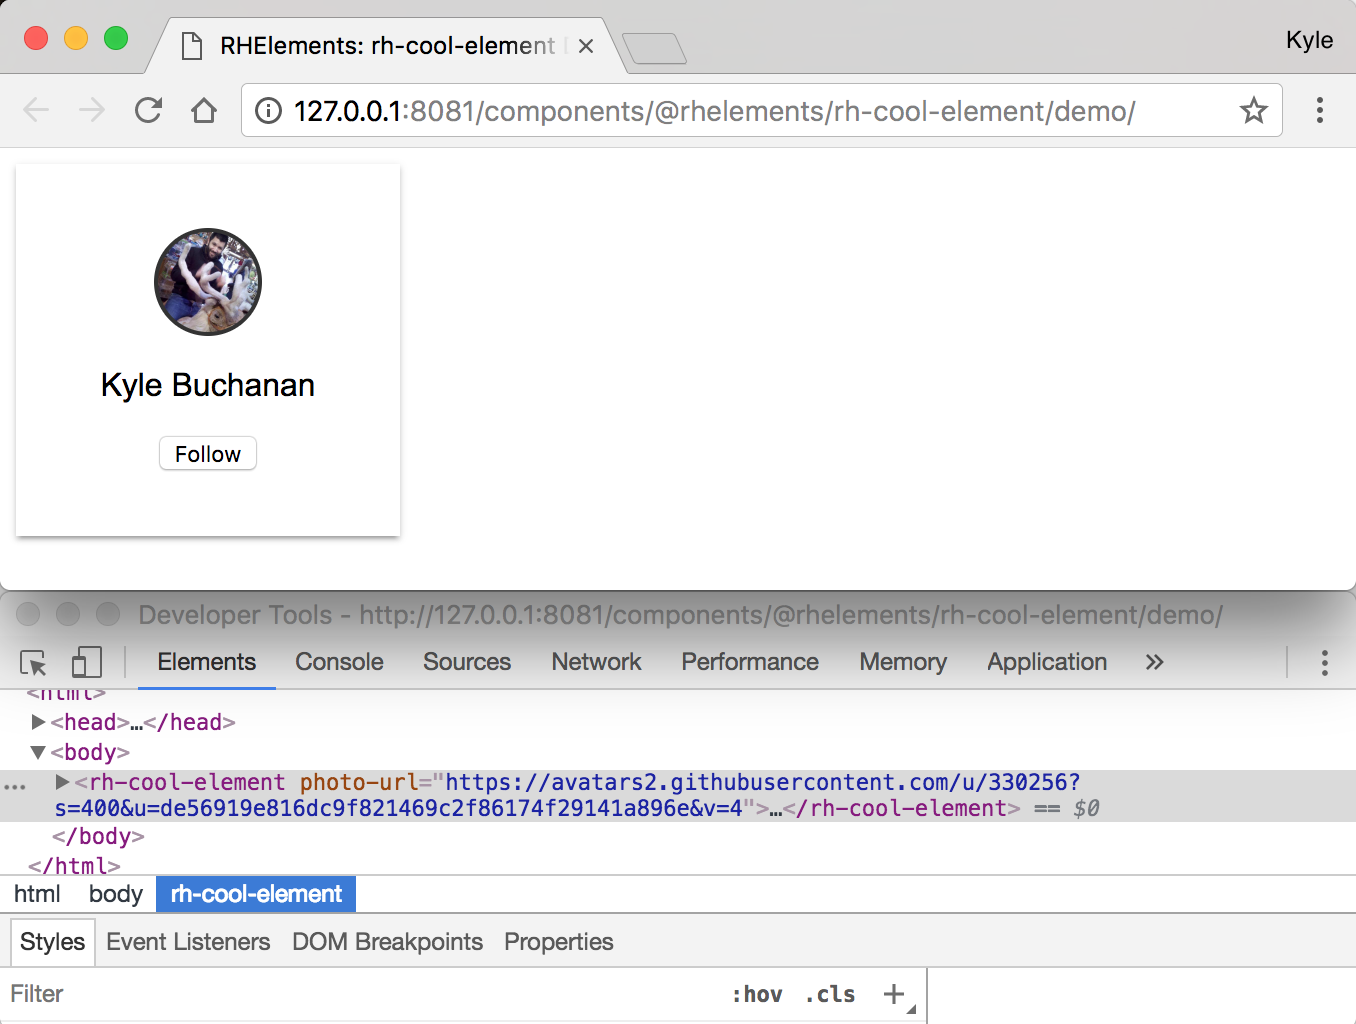 RHElements: rh-cool-element
Kyle
127.0.0.1:8081/components/@rhelements/rh-cool-element/demo/
Kyle Buchanan
Follow
Developer Tools - http://127.0.0.1:8081/components/@rhelements/rh-cool-element/demo/
Elements Console Sources Network Performance Memory Application »
<html>
<head>…</head>
<body>
… <rh-cool-element photo-url="https://avatars2.githubusercontent.com/u/330256?
s=400&u=de56919e816dc9f821469c2f86174f29141a896e&v=4">…</rh-cool-element> == $0
</body>
</html>
html body rh-cool-element
Styles Event Listeners DOM Breakpoints Properties
Filter :hov .cls +